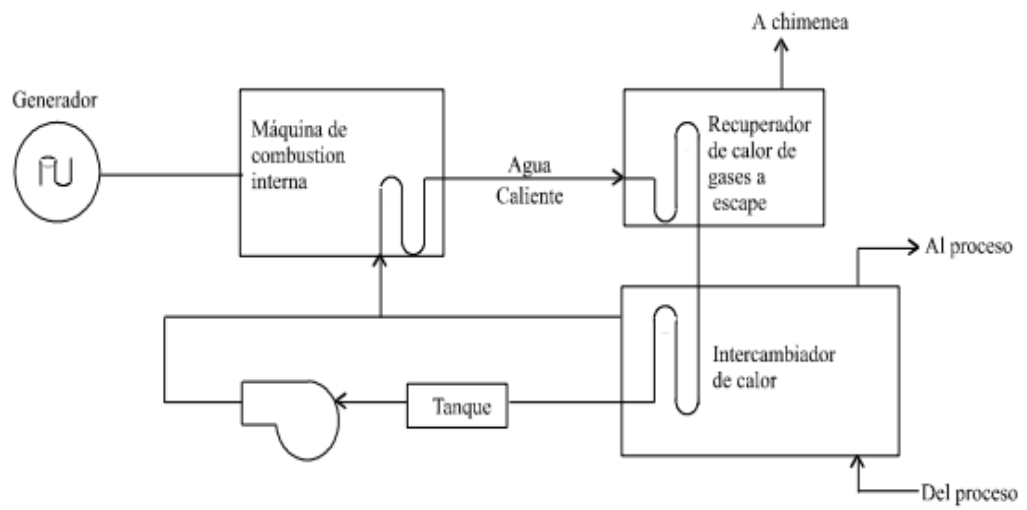 A chimenea
Generador
Máquina de
combustion
interna
Agua
Caliente
Recuperador
de calor de
gases a
escape
Al proceso
Intercambiador
de calor
Tanque
Del proceso